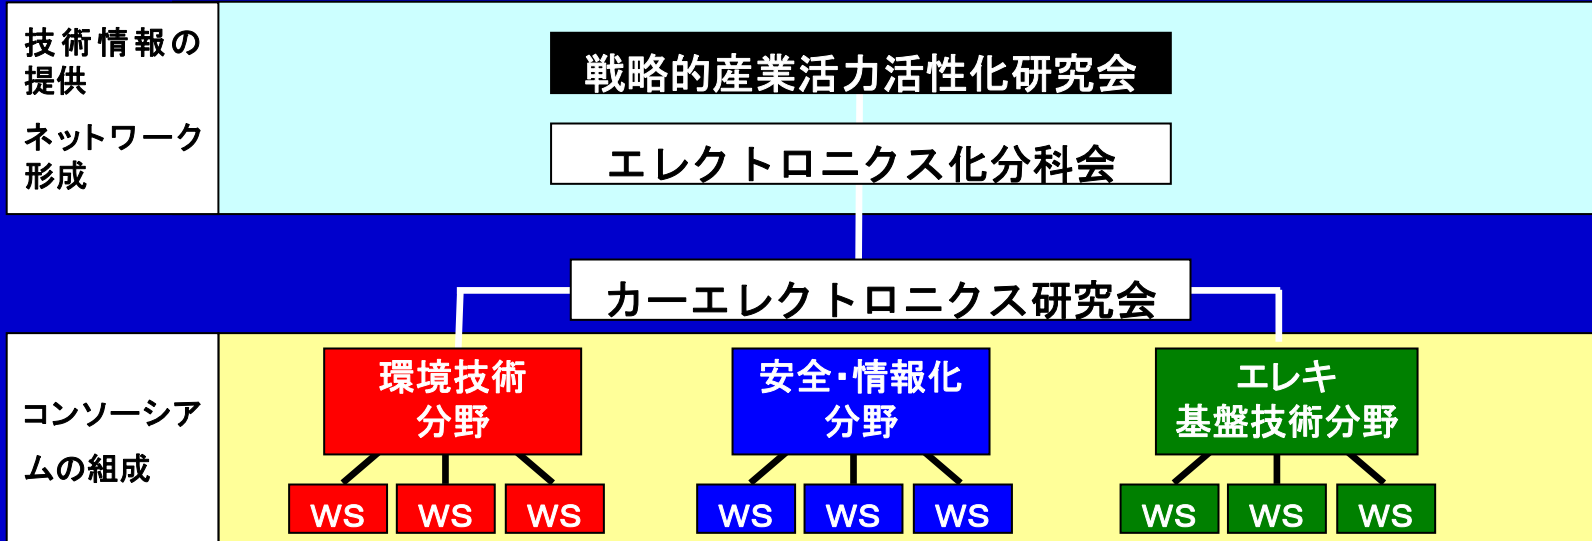 技術情報の
提供
ネットワーク
形成
戦略的産業活力活性化研究会
エレクトロニクス化分科会
カーエレクトロニクス研究会
コンソーシア
ムの組成
環境技術
分野
安全・情報化
分野
エレキ
基盤技術分野
WS WS WS WS WS WS WS WS WS